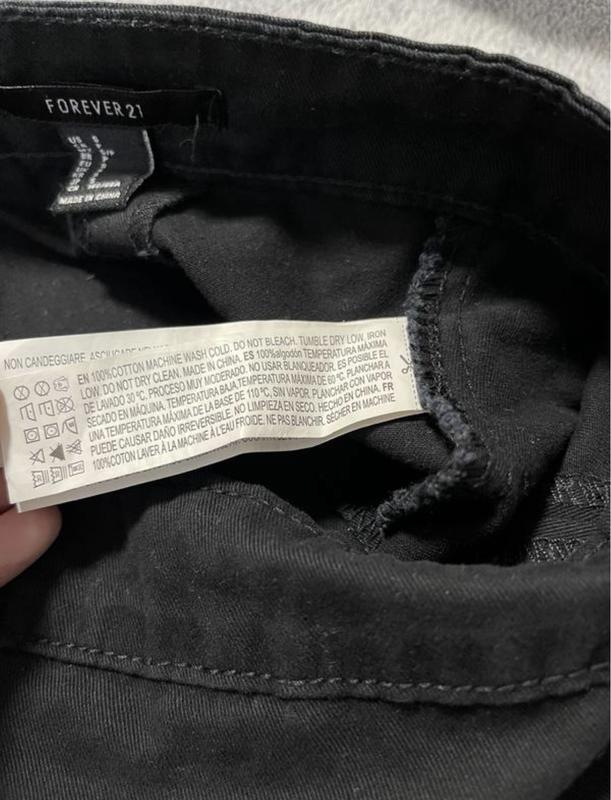 FOREVER 21
MADE IN CHINA
NON CANDEGGIARE. ASCIUGARE
EN 100%COTTON MACHINE WASH COLD. DO NOT BLEACH. TUMBLE DRY LOW. IRON
LOW. DO NOT DRY CLEAN. MADE IN CHINA. ES 100%algodón TEMPERATURA MÁXIMA
DE LAVADO 30 °C. PROCESO MUY MODERADO. NO USAR BLANQUEADOR. ES POSIBLE EL
SECADO EN MÁQUINA. TEMPERATURA BAJA,TEMPERATURA MÁXIMA DE 60 ºC. PLANCHAR A
UNA TEMPERATURA MÁXIMA DE LA BASE DE 110 °C, SIN VAPOR, PLANCHAR CON VAPOR
PUEDE CAUSAR DAÑO IRREVERSIBLE. NO LIMPIEZA EN SECO. HECHO EN CHINA. FR
100%COTON LAVER À LA MACHINE À L'EAU FROIDE. NE PAS BLANCHIR. SÉCHER EN MACHINE